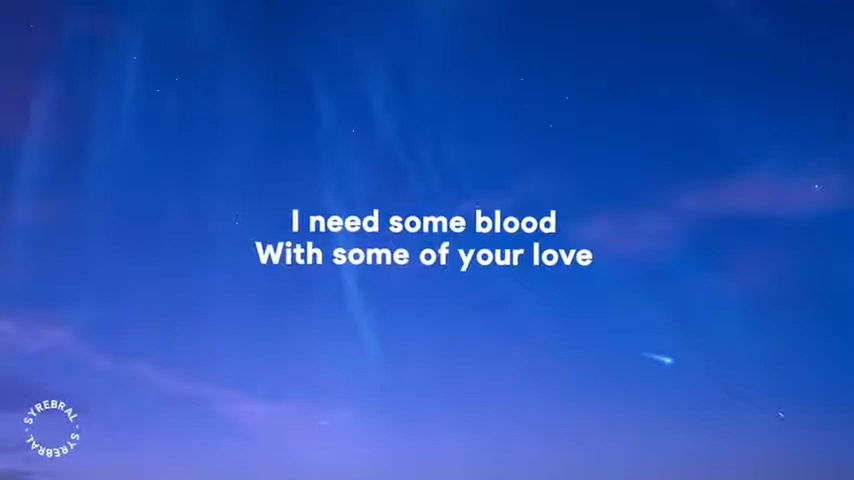 I need some blood
With some of your love
SYREBRAL · SYREBRAL ·